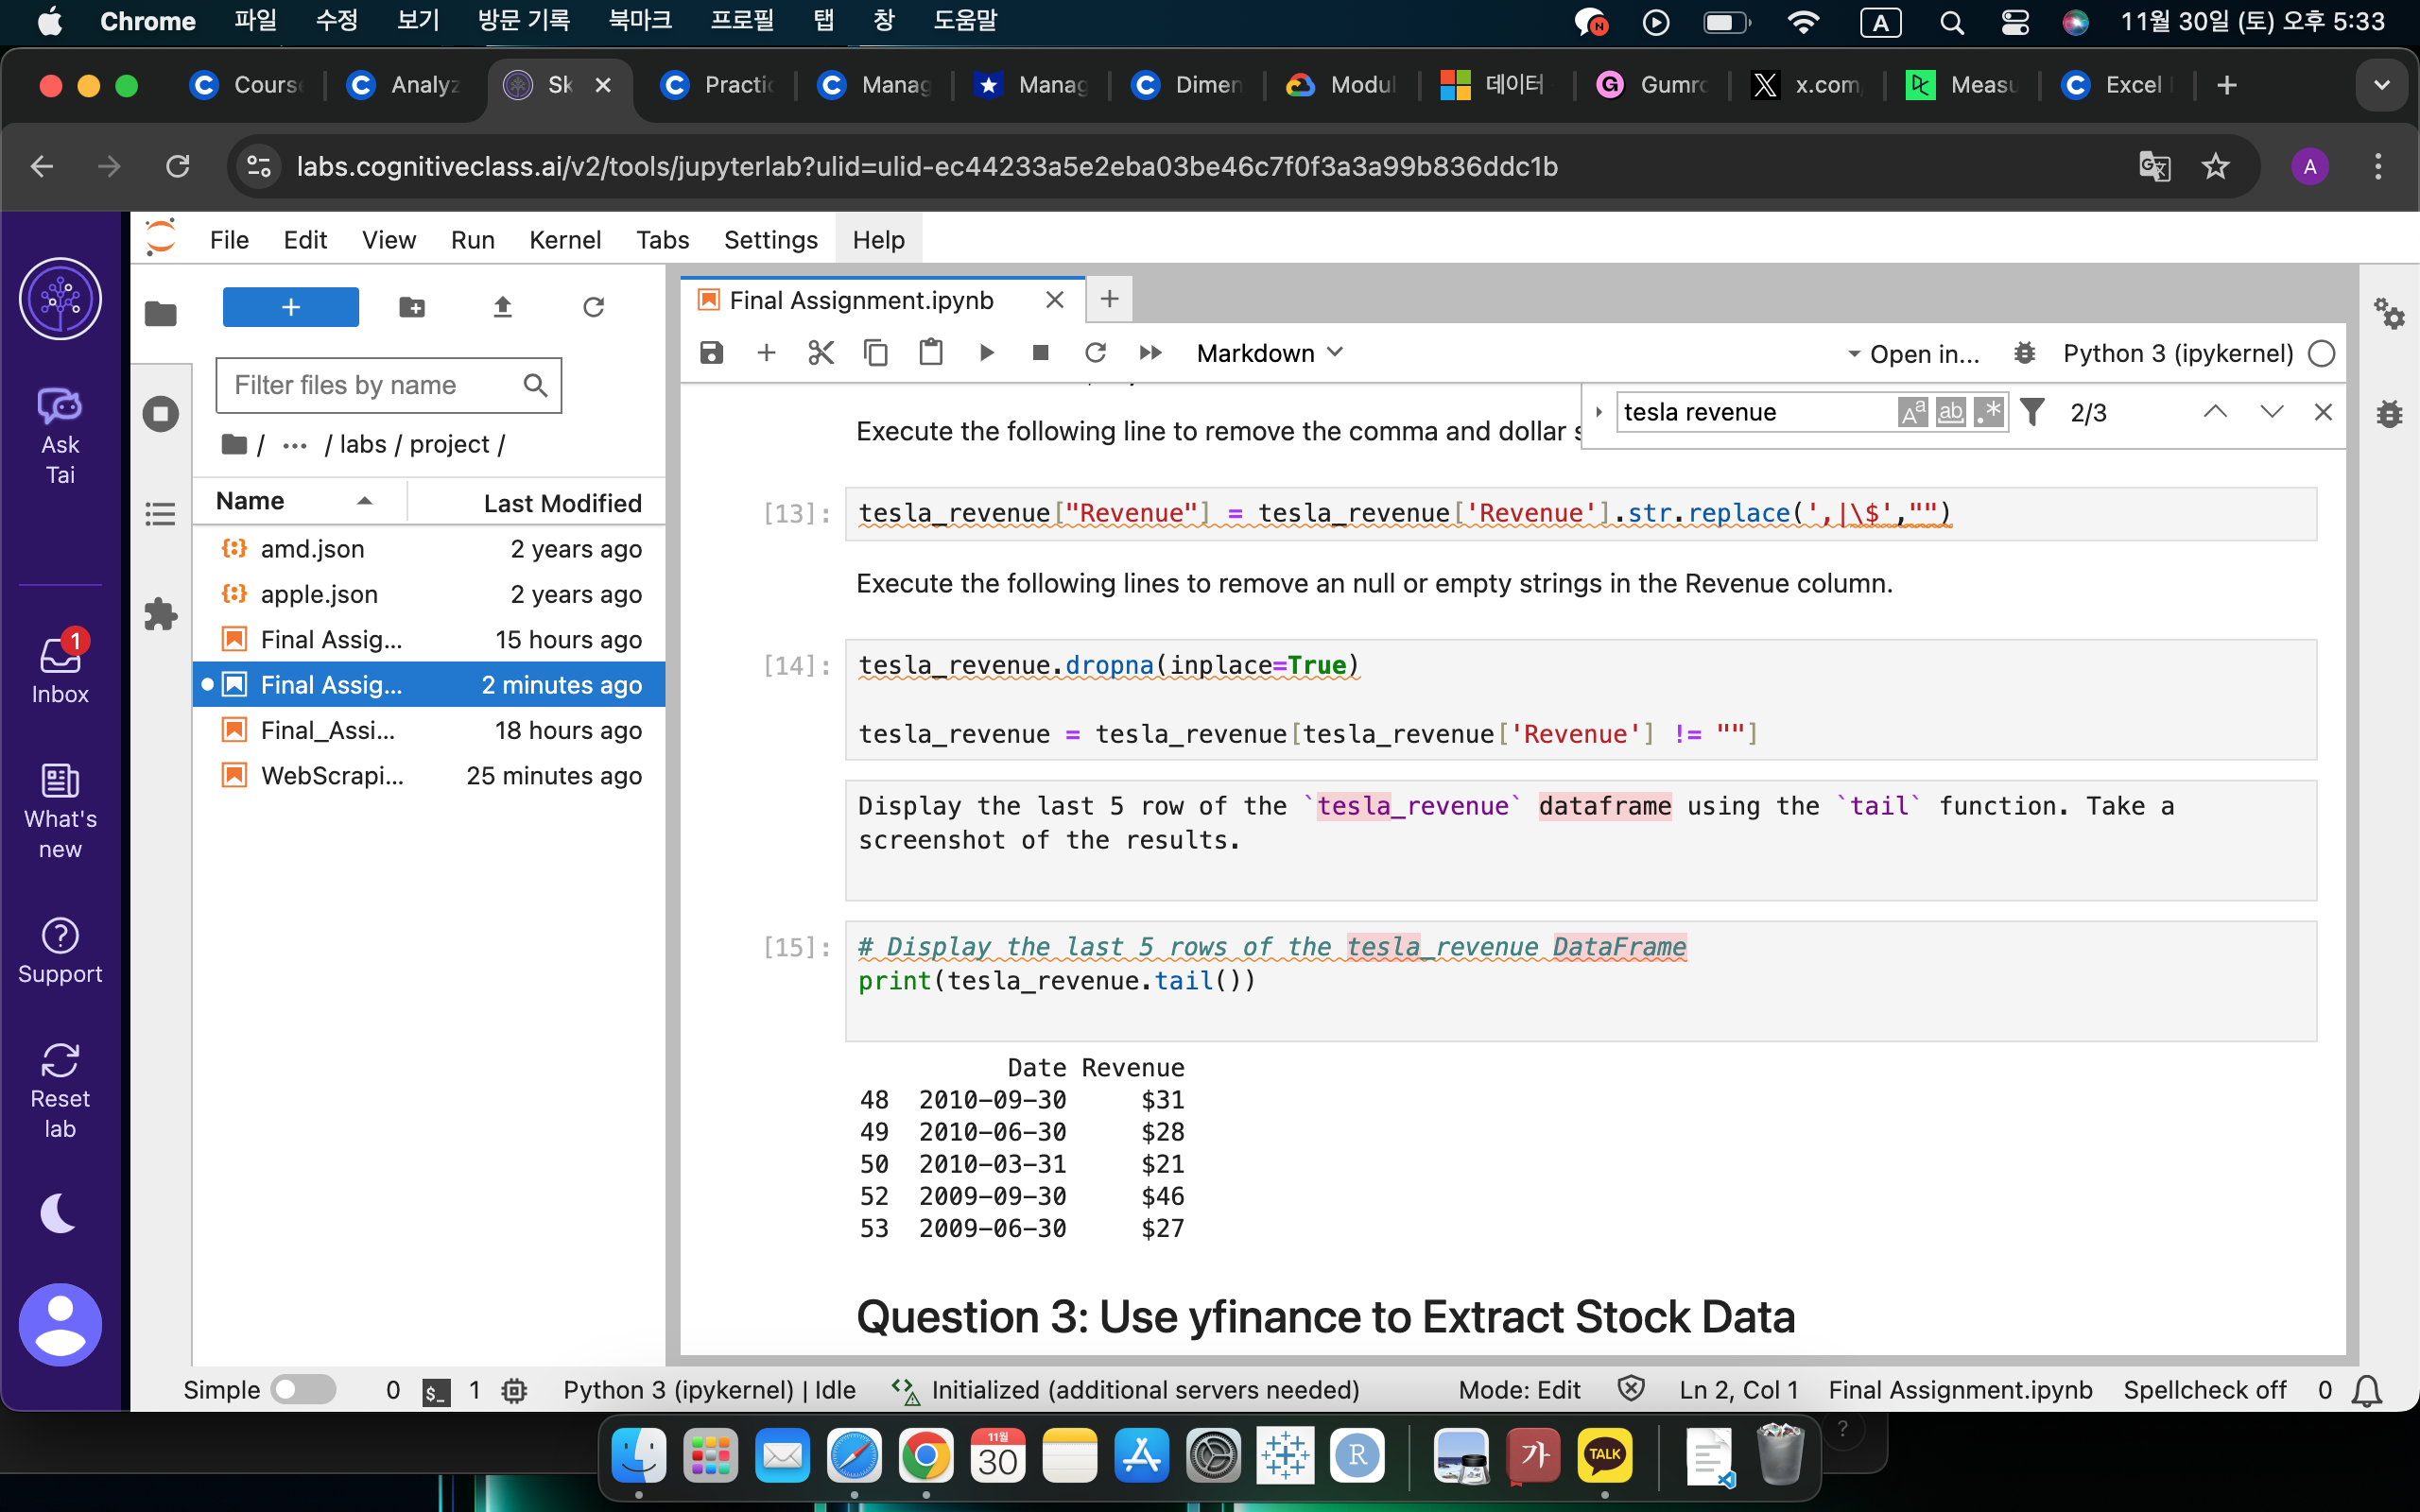 Chrome 파일 수정 보기 방문 기록 북마크 프로필 탭 창 도움말 A 11월 30일 (토) 오후 5:33
Cours Analyz Sk Practic Manag Manag Dimen Modul 데이터 Gumro x.com Measu Excel
labs.cognitiveclass.ai/v2/tools/jupyterlab?ulid=ulid-ec44233a5e2eba03be46c7f0f3a3a99b836ddc1b A
File Edit View Run Kernel Tabs Settings Help
Final Assignment.ipynb
Markdown Open in... Python 3 (ipykernel)
Ask
Tai
1
Inbox
What's
new
Support
Reset
lab
Filter files by name
/ ... / labs / project /
Name Last Modified
amd.json 2 years ago
apple.json 2 years ago
Final Assig... 15 hours ago
Final Assig... 2 minutes ago
Final_Assi... 18 hours ago
WebScrapi... 25 minutes ago
tesla revenue Aa ab .* 2/3
Execute the following line to remove the comma and dollar
[13]: tesla_revenue["Revenue"] = tesla_revenue['Revenue'].str.replace(',|\$',"")
Execute the following lines to remove an null or empty strings in the Revenue column.
[14]: tesla_revenue.dropna(inplace=True)
tesla_revenue = tesla_revenue[tesla_revenue['Revenue'] != ""]
Display the last 5 row of the `tesla_revenue` dataframe using the `tail` function. Take a
screenshot of the results.
[15]: # Display the last 5 rows of the tesla_revenue DataFrame
print(tesla_revenue.tail())
Date Revenue
48 2010-09-30 $31
49 2010-06-30 $28
50 2010-03-31 $21
52 2009-09-30 $46
53 2009-06-30 $27
Question 3: Use yfinance to Extract Stock Data
Simple 0 $_ 1 Python 3 (ipykernel) | Idle Initialized (additional servers needed) Mode: Edit Ln 2, Col 1 Final Assignment.ipynb Spellcheck off 0
11월
30
R
가
TALK
?